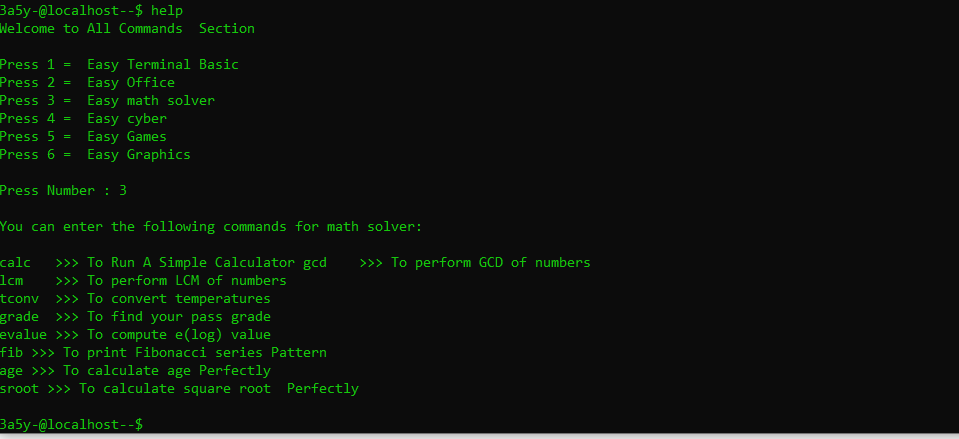 3a5y-@localhost--$ help
Welcome to All Commands  Section
Press 1 =  Easy Terminal Basic
Press 2 =  Easy Office
Press 3 =  Easy math solver
Press 4 =  Easy cyber
Press 5 =  Easy Games
Press 6 =  Easy Graphics
Press Number : 3
You can enter the following commands for math solver:
calc   >>> To Run A Simple Calculator gcd    >>> To perform GCD of numbers
lcm    >>> To perform LCM of numbers
tconv  >>> To convert temperatures
grade  >>> To find your pass grade
evalue >>> To compute e(log) value
fib >>> To print Fibonacci series Pattern
age >>> To calculate age Perfectly
sroot >>> To calculate square root  Perfectly
3a5y-@localhost--$